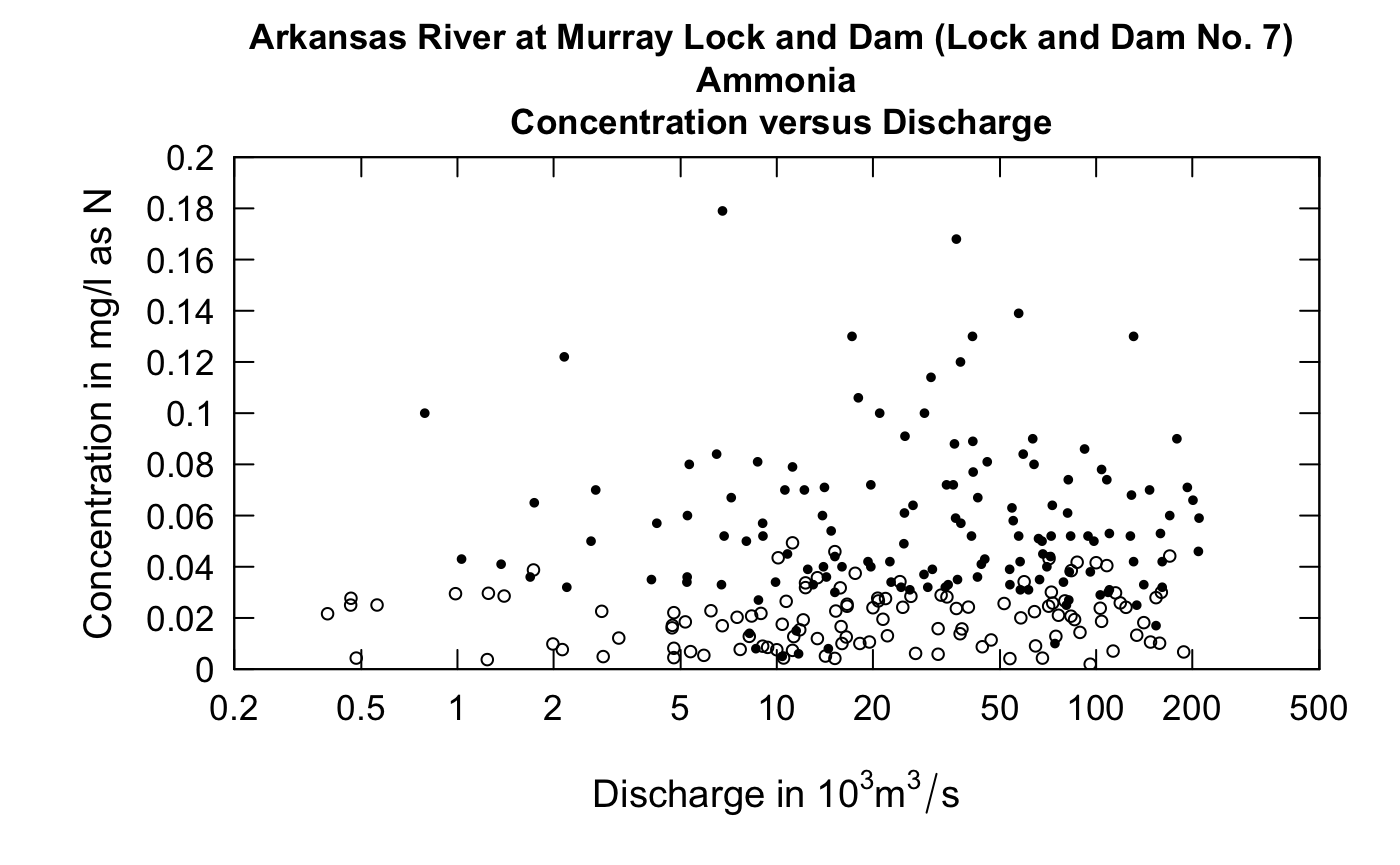 Arkansas River at Murray Lock and Dam (Lock and Dam No. 7)
Ammonia
Concentration versus Discharge
Concentration in mg/l as N
0.2
0.18
0.16
0.14
0.12
0.1
0.08
0.06
0.04
0.02
0
0.2 0.5 1 2 5 10 20 50 100 200 500
Discharge in 10³m³/s